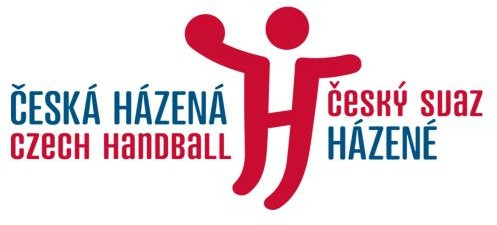 ČESKÁ HÁZENÁ
CZECH HANDBALL
ČESKÝ SVAZ
HÁZENÉ